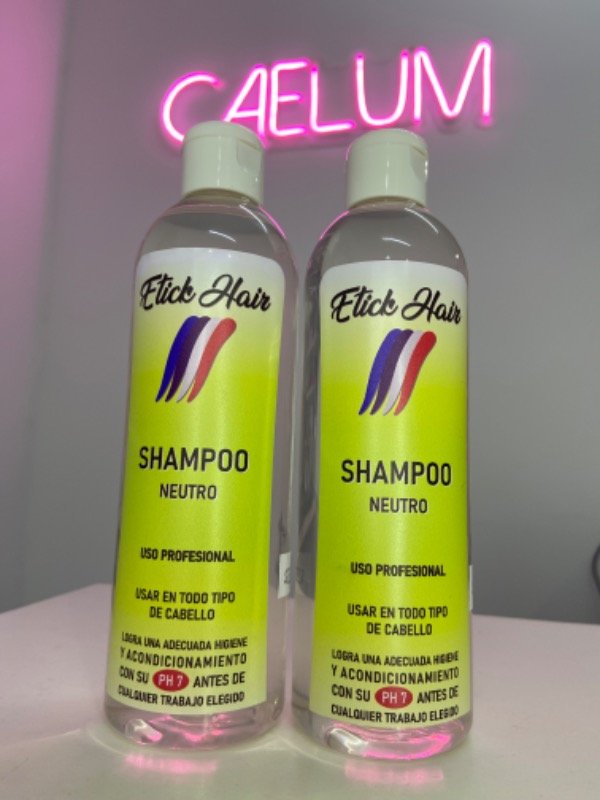 CAELUM
Etick Hair
SHAMPOO
NEUTRO
USO PROFESIONAL
USAR EN TODO TIPO
DE CABELLO
LOGRA UNA ADECUADA HIGIENE
Y ACONDICIONAMIENTO
CON SU PH 7 ANTES DE
CUALQUIER TRABAJO ELEGIDO
Etick Hair
SHAMPOO
NEUTRO
USO PROFESIONAL
USAR EN TODO TIPO
DE CABELLO
LOGRA UNA ADECUADA HIGIENE
Y ACONDICIONAMIENTO
CON SU PH 7 ANTES DE
CUALQUIER TRABAJO ELEGIDO